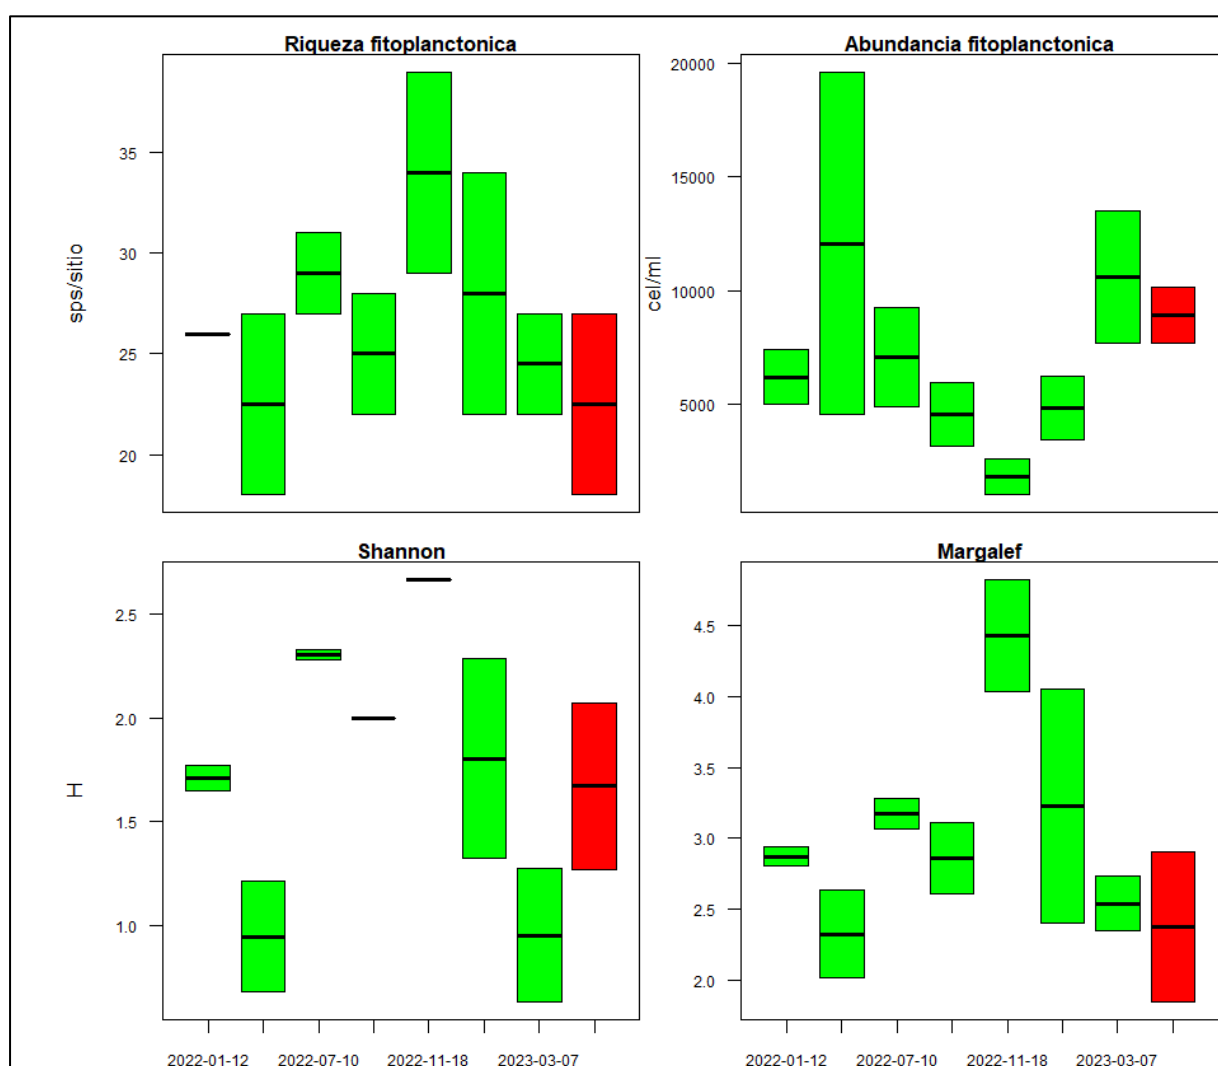 Riqueza fitoplanctonica
sps/sitio
35
30
25
20
Abundancia fitoplanctonica
cel/ml
20000
15000
10000
5000
Shannon
H
2.5
2.0
1.5
1.0
2022-01-12 2022-07-10 2022-11-18 2023-03-07
Margalef
4.5
4.0
3.5
3.0
2.5
2.0
2022-01-12 2022-07-10 2022-11-18 2023-03-07